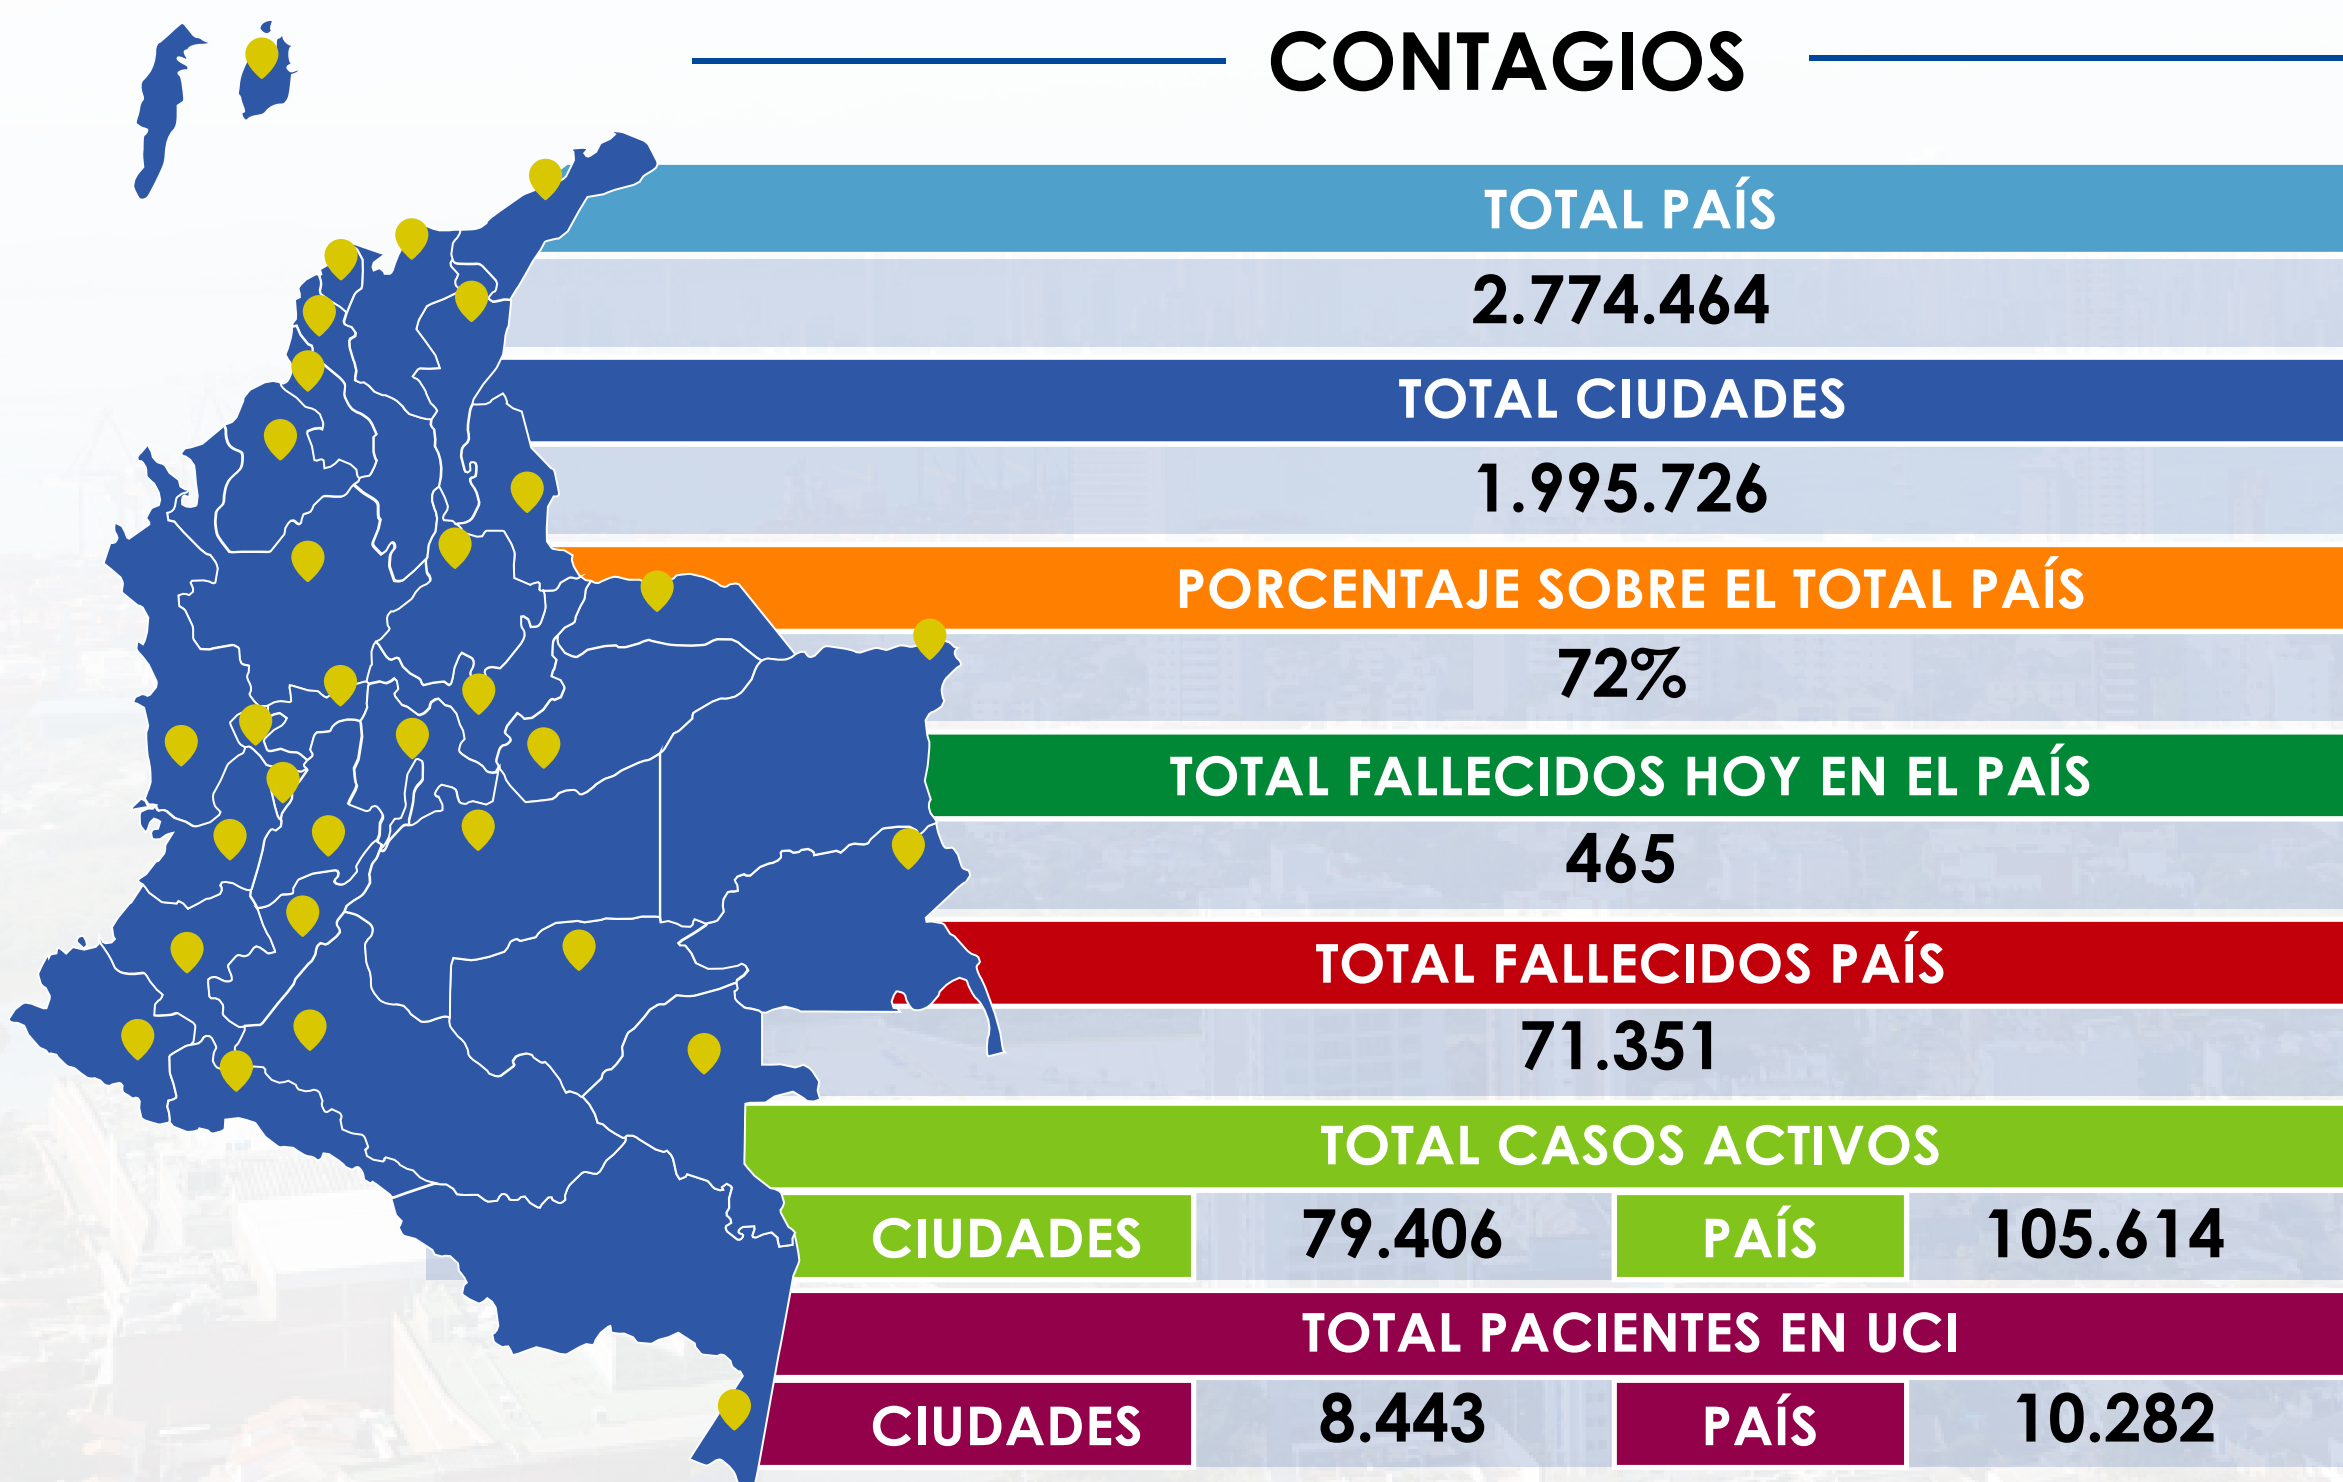 CONTAGIOS
TOTAL PAÍS
2.774.464
TOTAL CIUDADES
1.995.726
PORCENTAJE SOBRE EL TOTAL PAÍS
72%
TOTAL FALLECIDOS HOY EN EL PAÍS
465
TOTAL FALLECIDOS PAÍS
71.351
TOTAL CASOS ACTIVOS
CIUDADES 79.406 PAÍS 105.614
TOTAL PACIENTES EN UCI
CIUDADES 8.443 PAÍS 10.282